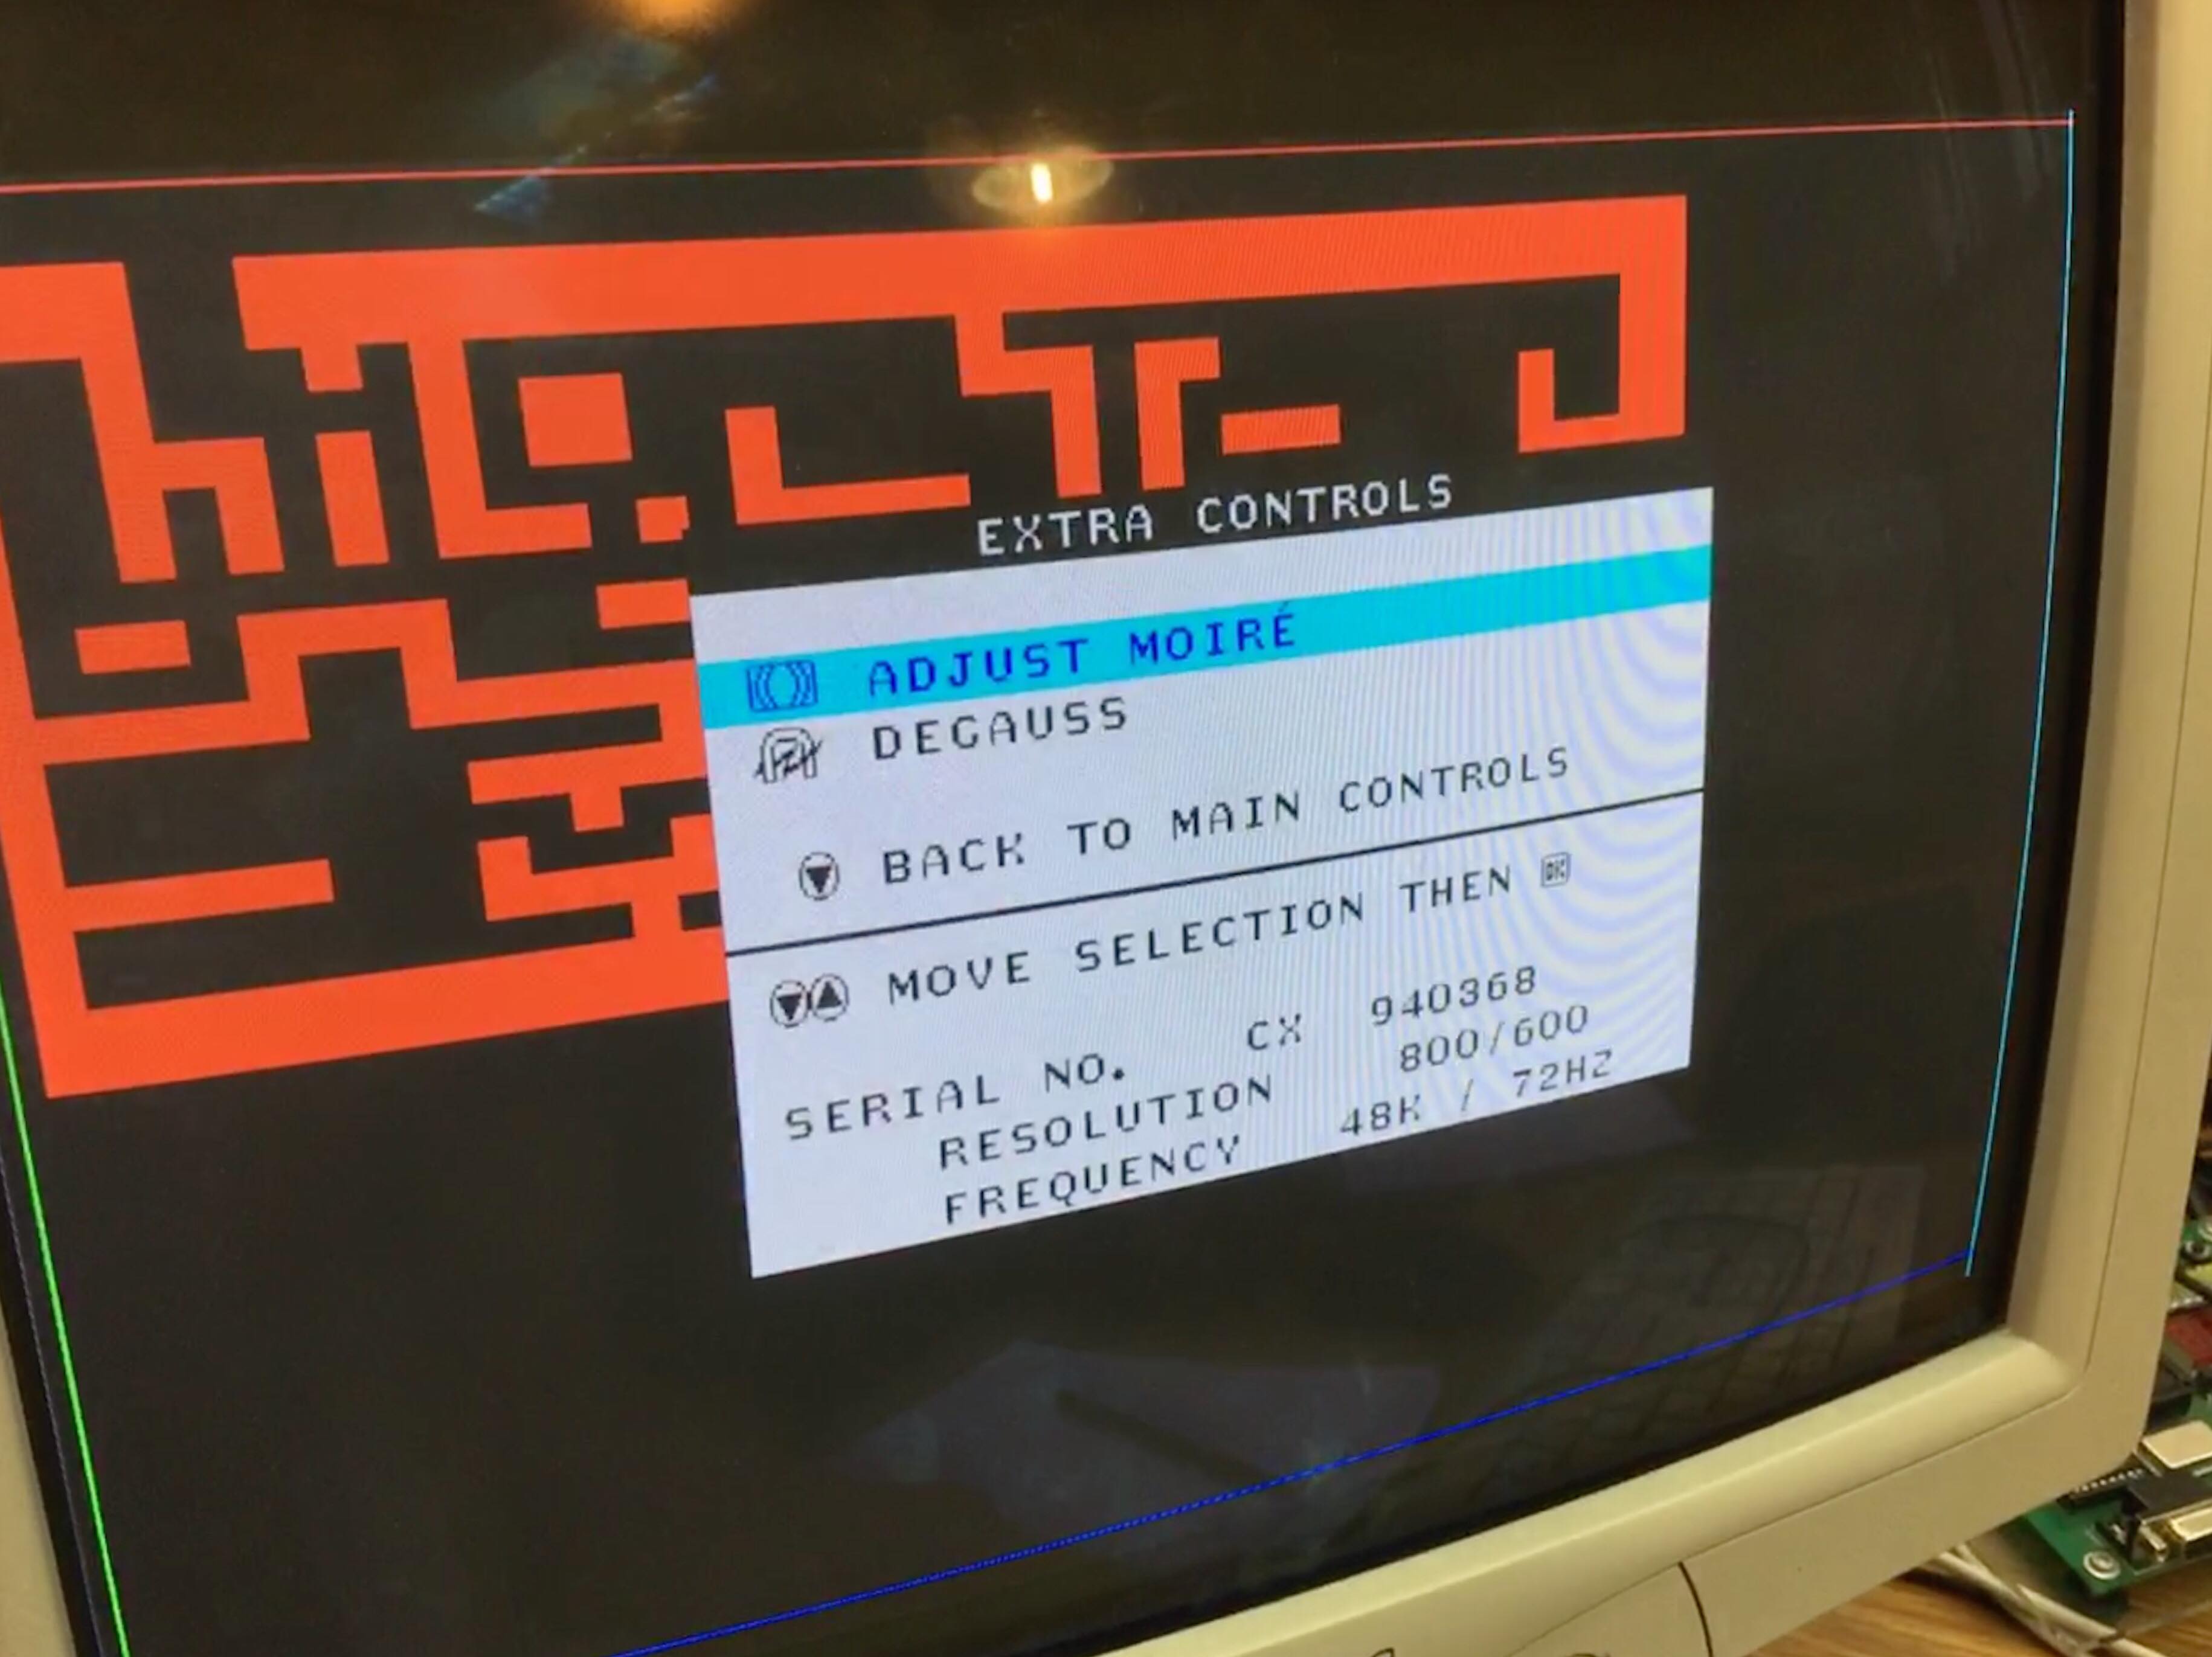 EXTRA CONTROLS
ADJUST MOIRÉ
DEGAUSS
BACK TO MAIN CONTROLS
MOVE SELECTION THEN OK
SERIAL NO. CX 940368
RESOLUTION 800/600
FREQUENCY 48K / 72HZ